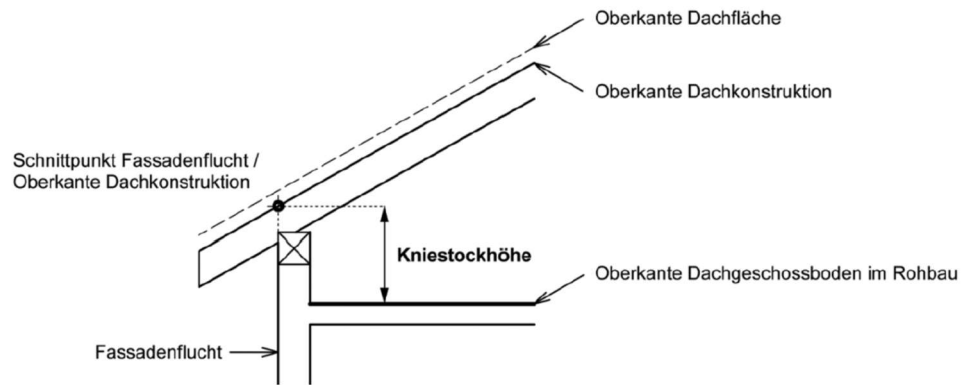 Oberkante Dachfläche
Oberkante Dachkonstruktion
Schnittpunkt Fassadenflucht /
Oberkante Dachkonstruktion
Kniestockhöhe
Oberkante Dachgeschossboden im Rohbau
Fassadenflucht